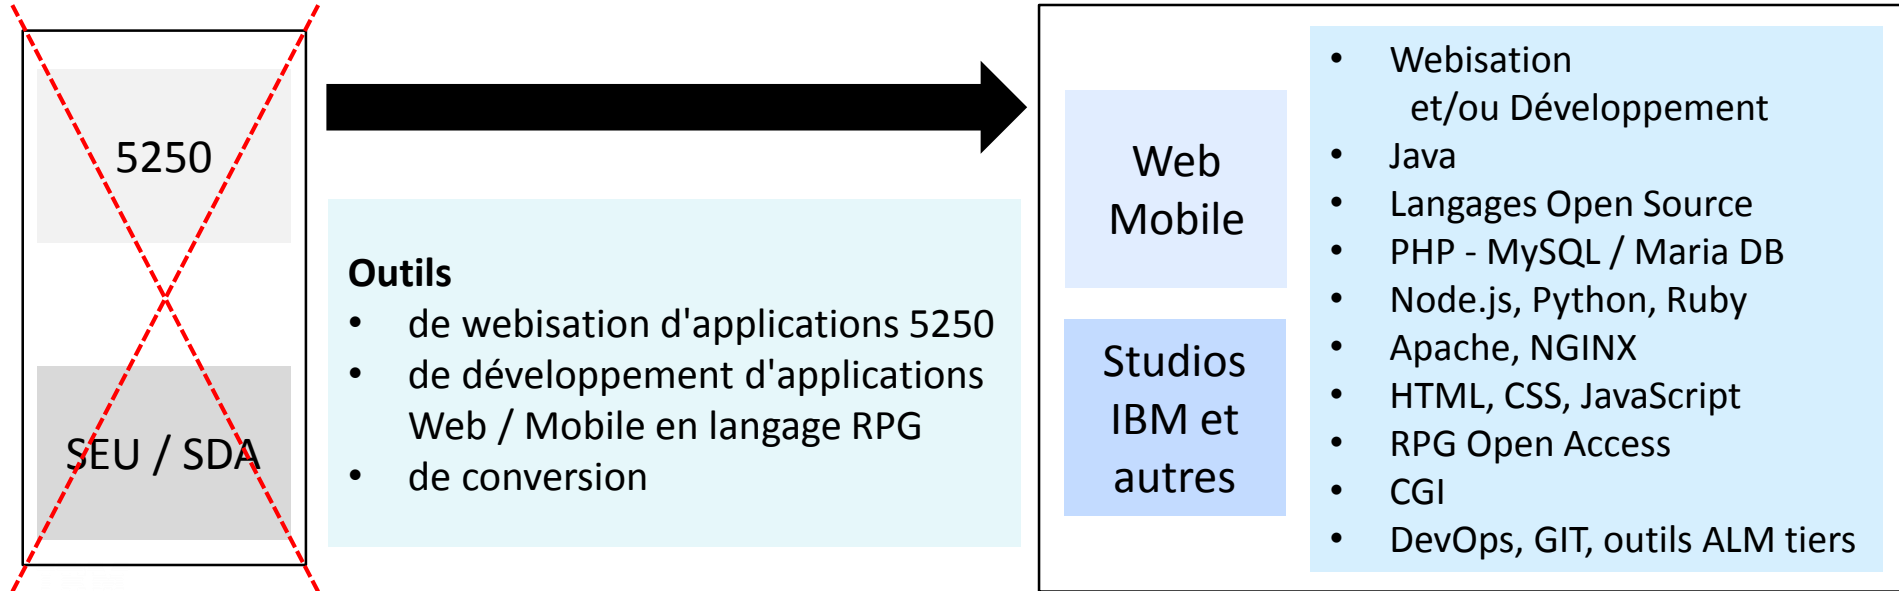 5250
SEU / SDA
Outils
• de webisation d'applications 5250
• de développement d'applications
Web / Mobile en langage RPG
• de conversion
Web
Mobile
Studios
IBM et
autres
• Webisation
et/ou Développement
• Java
• Langages Open Source
• PHP - MySQL / Maria DB
• Node.js, Python, Ruby
• Apache, NGINX
• HTML, CSS, JavaScript
• RPG Open Access
• CGI
• DevOps, GIT, outils ALM tiers